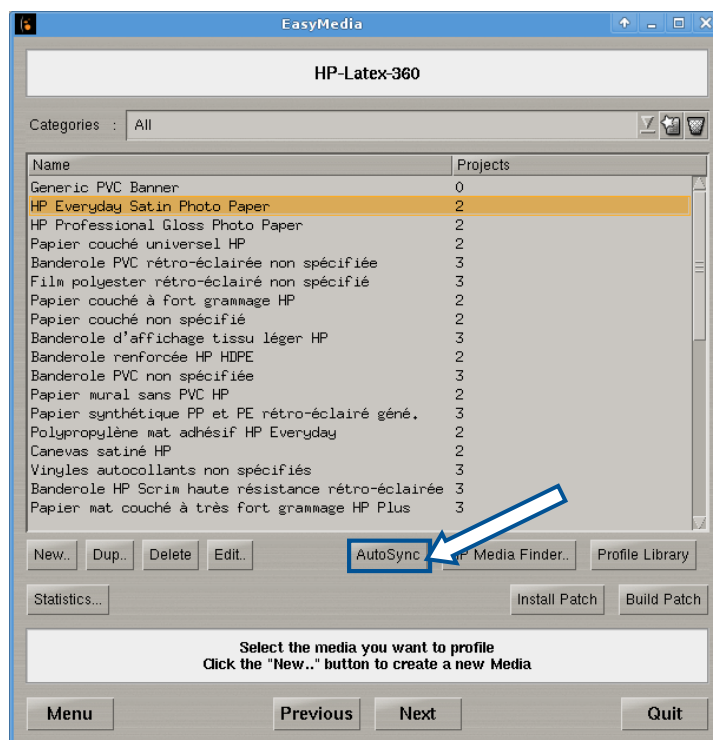 EasyMedia
HP-Latex-360
Categories : All
Name Projects
Generic PVC Banner 0
HP Everyday Satin Photo Paper 2
HP Professional Gloss Photo Paper 2
Papier couché universel HP 2
Banderole PVC rétro-éclairée non spécifiée 3
Film polyester rétro-éclairé non spécifié 3
Papier couché à fort grammage HP 2
Papier couché non spécifié 2
Banderole d'affichage tissu léger HP 3
Banderole renforcée HP HDPE 2
Banderole PVC non spécifiée 3
Papier mural sans PVC HP 2
Papier synthétique PP et PE rétro-éclairé géné. 3
Polypropylène mat adhésif HP Everyday 2
Canevas satiné HP 2
Vinyles autocollants non spécifiés 3
Banderole HP Scrim haute résistance rétro-éclairée 3
Papier mat couché à très fort grammage HP Plus 3
New.. Dup.. Delete Edit.. AutoSync Media Finder.. Profile Library
Statistics... Install Patch Build Patch
Select the media you want to profile
Click the "New.." button to create a new Media
Menu Previous Next Quit